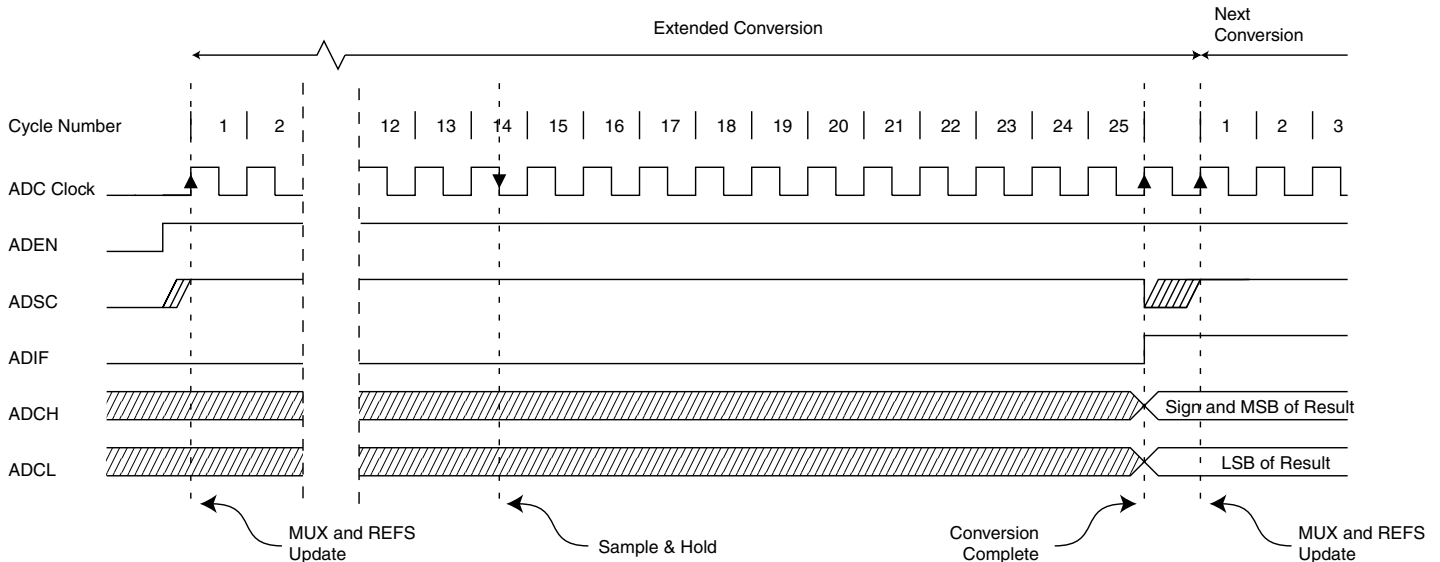 Extended Conversion
Next
Conversion
Cycle Number 1 2 12 13 14 15 16 17 18 19 20 21 22 23 24 25 1 2 3
ADC Clock
ADEN
ADSC
ADIF
ADCH
Sign and MSB of Result
ADCL
LSB of Result
MUX and REFS
Update
Sample & Hold
Conversion
Complete
MUX and REFS
Update